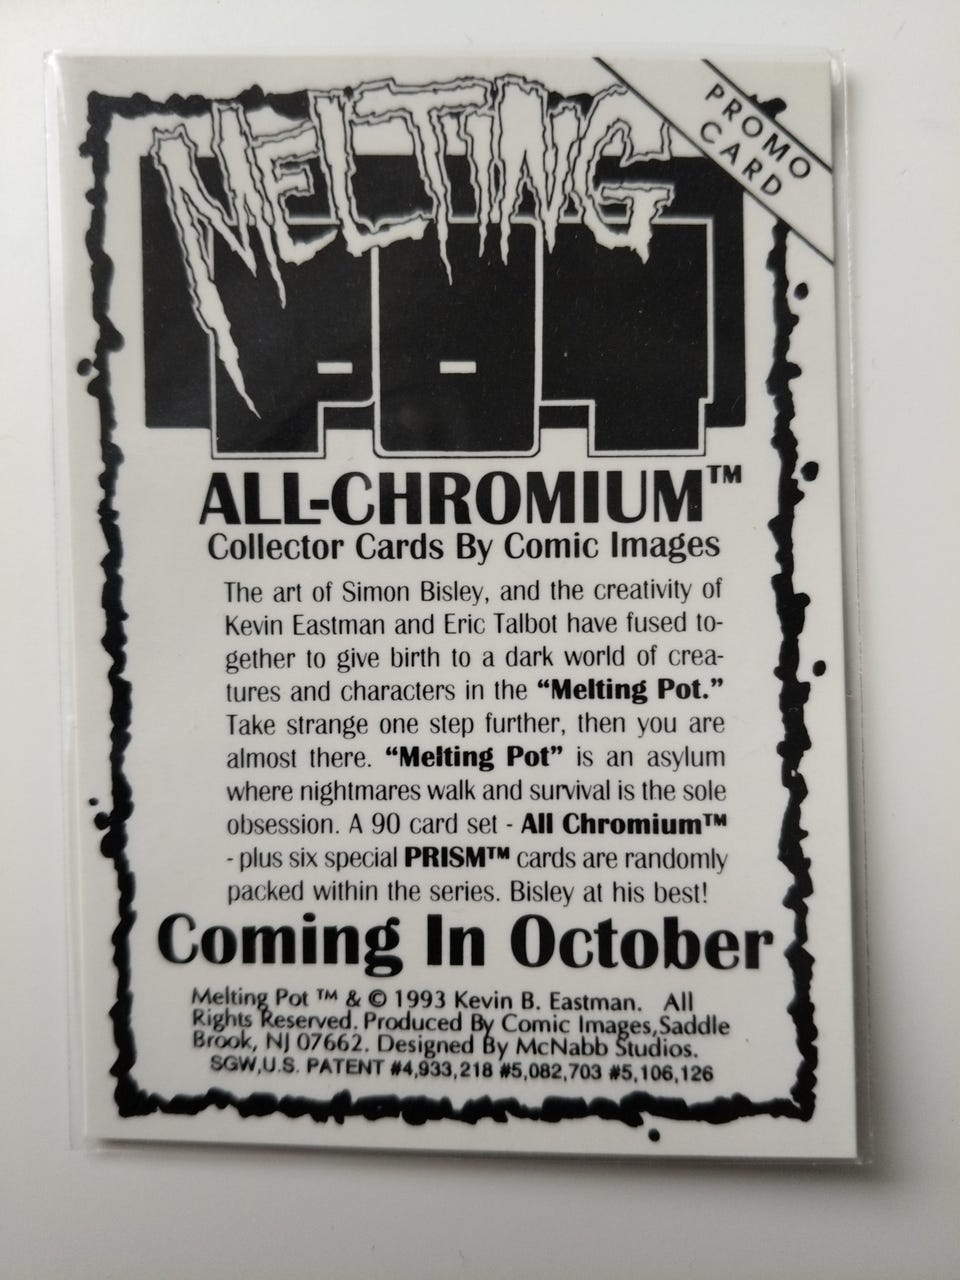 PROMO
CARD
MELTING
POT
ALL-CHROMIUM™
Collector Cards By Comic Images
The art of Simon Bisley, and the creativity of
Kevin Eastman and Eric Talbot have fused to-
gether to give birth to a dark world of crea-
tures and characters in the “Melting Pot.”
Take strange one step further, then you are
almost there. “Melting Pot” is an asylum
where nightmares walk and survival is the sole
obsession. A 90 card set - All Chromium™
- plus six special PRISM™ cards are randomly
packed within the series. Bisley at his best!
Coming In October
Melting Pot ™ & © 1993 Kevin B. Eastman. All
Rights Reserved. Produced By Comic Images,Saddle
Brook, NJ 07662. Designed By McNabb Studios.
SGW,U.S. PATENT #4,933,218 #5,082,703 #5,106,126